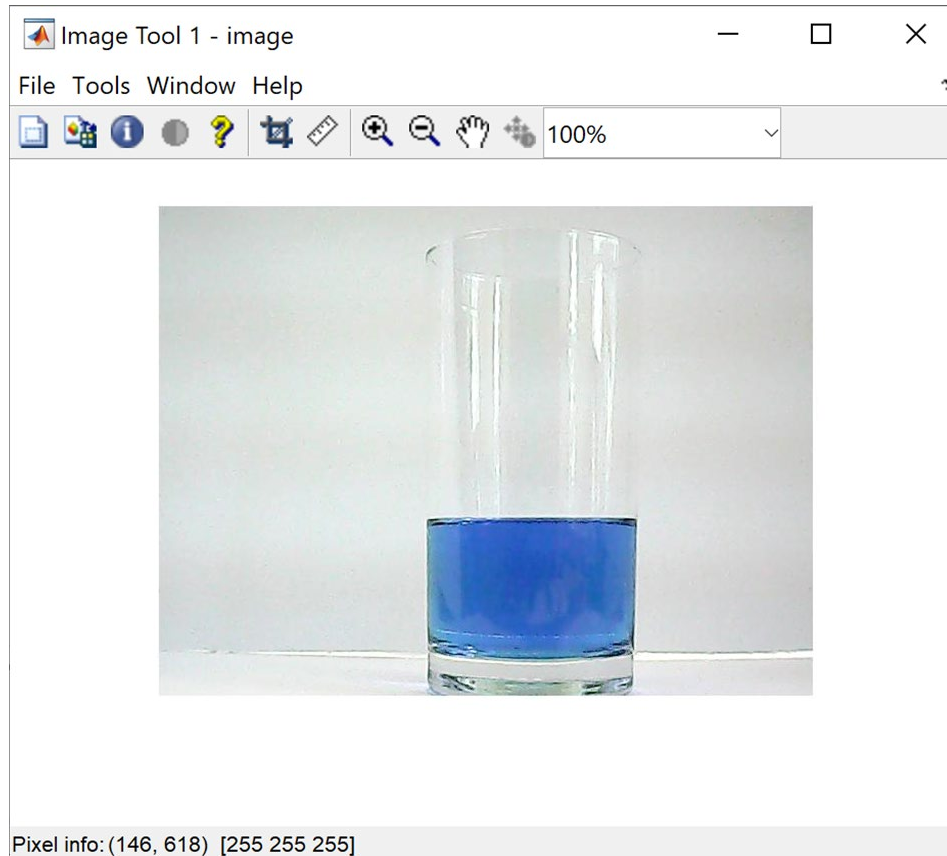 Image Tool 1 - image
File Tools Window Help
100%
Pixel info: (146, 618) [255 255 255]